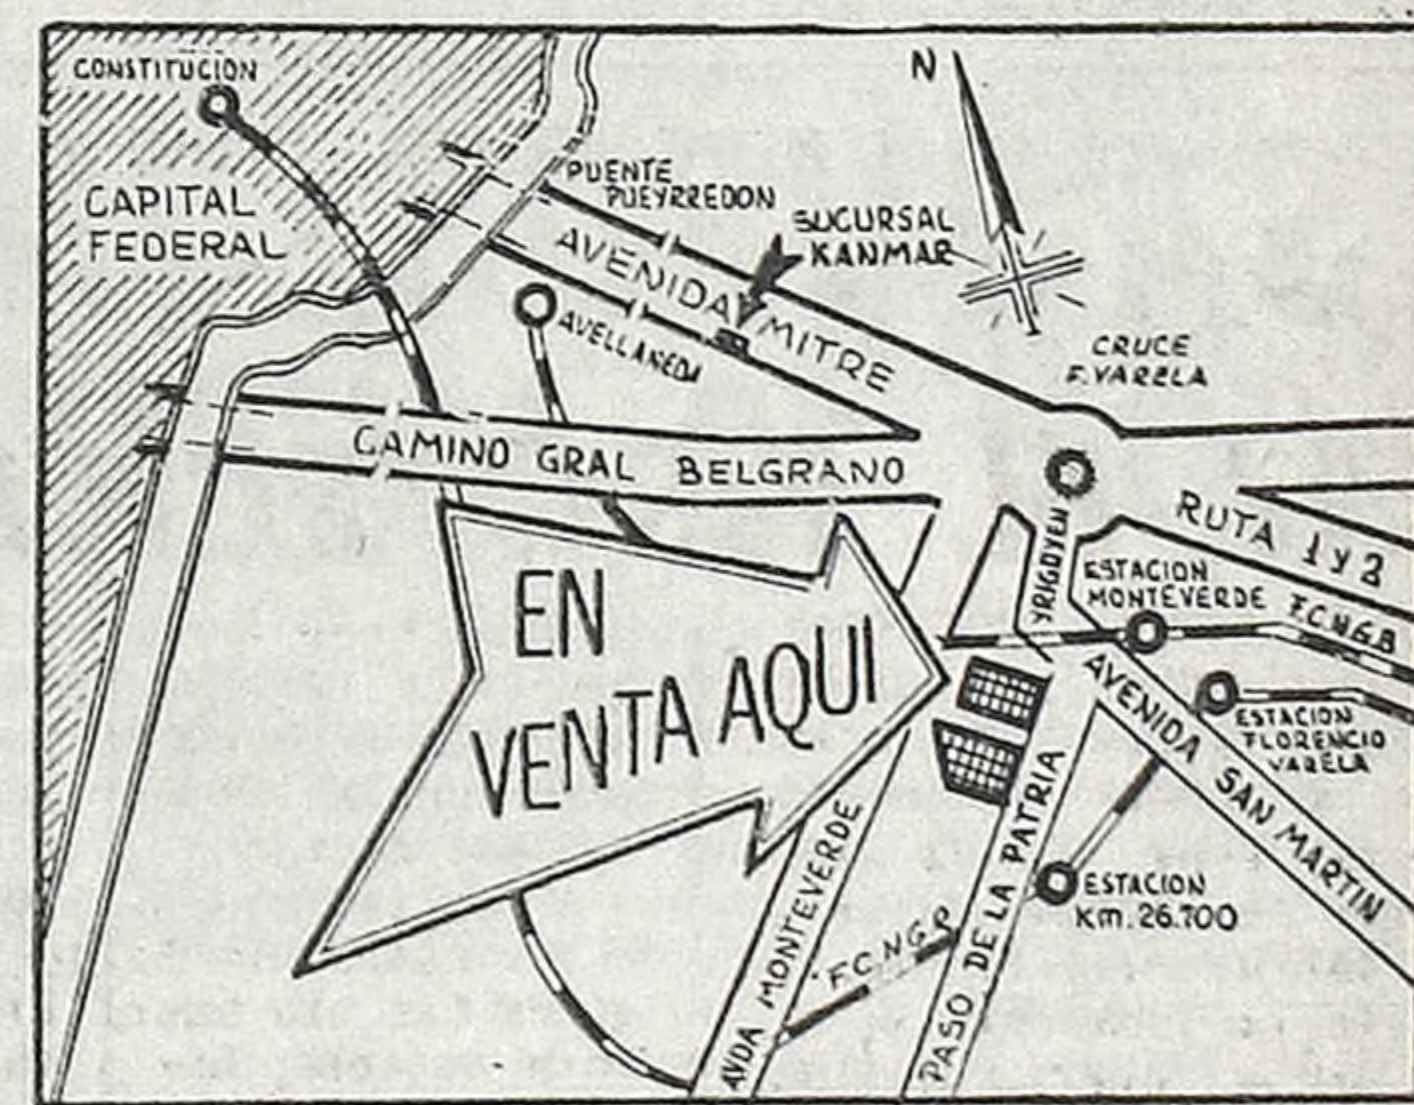 CONSTITUCION
CAPITAL
FEDERAL
N
PUENTE
PUEYRREDON
SUCURSAL
KANMAR
AVENIDA MITRE
AVELLANEDA
CRUCE
F. VARELA
CAMINO GRAL BELGRANO
RUTA 1 y 2
YRIGOYEN
ESTACION
MONTEVERDE
F.C.N.G.B
EN
VENTA AQUI
AVENIDA SAN MARTIN
ESTACION
FLORENCIO
VARELA
ESTACION
Km. 26.700
AVDA MONTEVERDE
F.C.N.G.P
PASO DE LA PATRIA